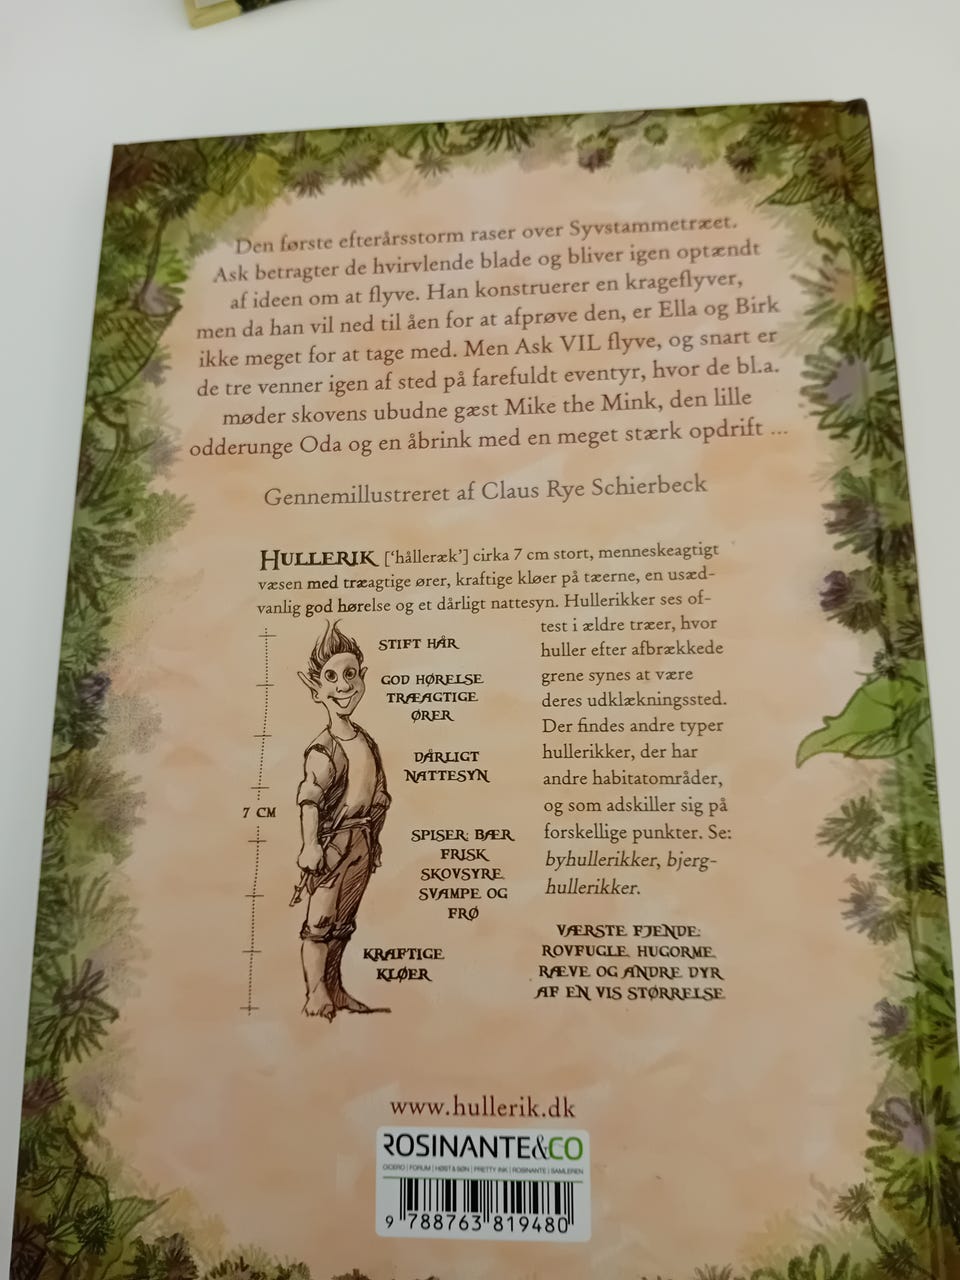 Den første efterårsstorm raser over Syvstammetræet.
Ask betragter de hvirvlende blade og bliver igen optændt
af ideen om at flyve. Han konstruerer en krageflyver,
men da han vil ned til åen for at afprøve den, er Ella og Birk
ikke meget for at tage med. Men Ask VIL flyve, og snart er
de tre venner igen af sted på farefuldt eventyr, hvor de bl.a.
møder skovens ubudne gæst Mike the Mink, den lille
odderunge Oda og en åbrink med en meget stærk opdrift ...
Gennemillustreret af Claus Rye Schierbeck
HULLERIK ['hålleræk'] cirka 7 cm stort, menneskeagtigt
væsen med træagtige ører, kraftige kløer på tæerne, en usæd-
vanlig god hørelse og et dårligt nattesyn. Hullerikker ses of-
test i ældre træer, hvor
huller efter afbrækkede
grene synes at være
deres udklækningssted.
Der findes andre typer
hullerikker, der har
andre habitatområder,
og som adskiller sig på
forskellige punkter. Se:
byhullerikker, bjerg-
hullerikker.
STIFT HÅR
GOD HØRELSE
TRÆAGTIGE
ØRER
DÅRLIGT
NATTESYN
7 CM
SPISER: BÆR
FRISK
SKOVSYRE
SVAMPE OG
FRØ
KRAFTIGE
KLØER
VÆRSTE FJENDE:
ROVFUGLE, HUGORME,
RÆVE OG ANDRE DYR
AF EN VIS STØRRELSE
www.hullerik.dk
ROSINANTE&CO
CICERO | FORUM | HØST & SØN | PRETTY INK | ROSINANTE | SAMLEREN
9 788763 819480